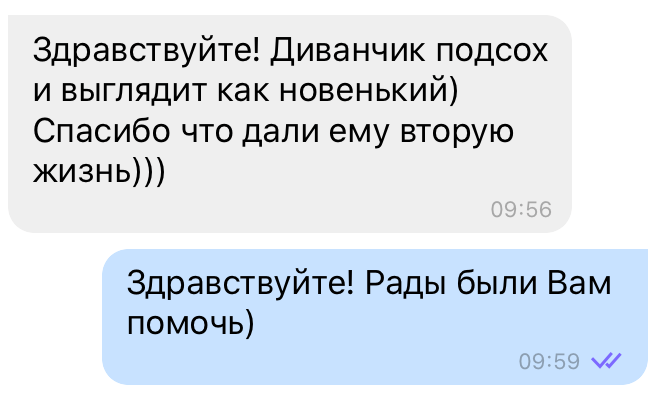 Здравствуйте! Диванчик подсох
и выглядит как новенький)
Спасибо что дали ему вторую
жизнь)))
09:56
Здравствуйте! Рады были Вам
помочь)
09:59